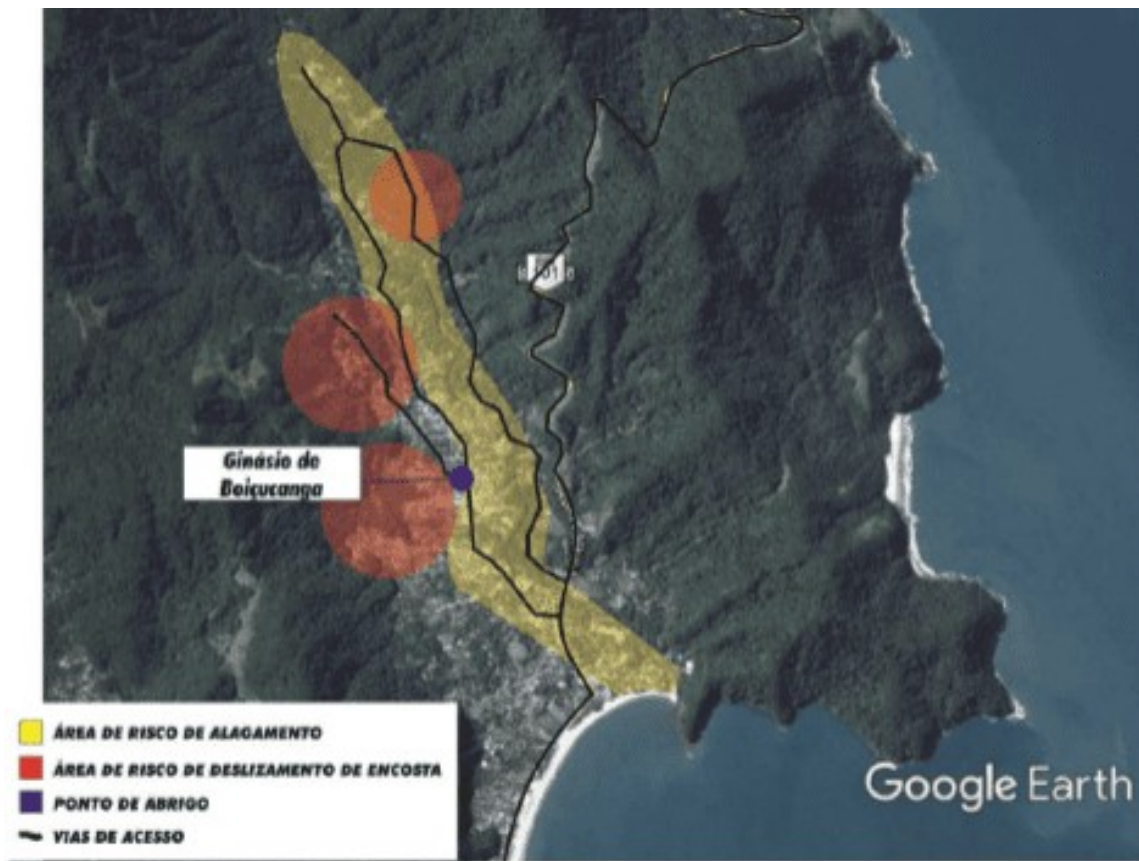 101
Ginásio de
Boiçucanga
ÁREA DE RISCO DE ALAGAMENTO
ÁREA DE RISCO DE DESLIZAMENTO DE ENCOSTA
PONTO DE ABRIGO
VIAS DE ACESSO
Google Earth